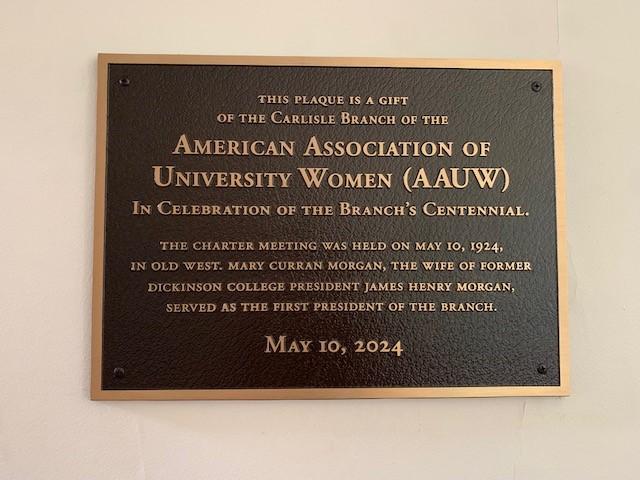 THIS PLAQUE IS A GIFT
OF THE CARLISLE BRANCH OF THE
AMERICAN ASSOCIATION OF
UNIVERSITY WOMEN (AAUW)
IN CELEBRATION OF THE BRANCH'S CENTENNIAL.
THE CHARTER MEETING WAS HELD ON MAY 10, 1924,
IN OLD WEST. MARY CURRAN MORGAN, THE WIFE OF FORMER
DICKINSON COLLEGE PRESIDENT JAMES HENRY MORGAN,
SERVED AS THE FIRST PRESIDENT OF THE BRANCH.
MAY 10, 2024